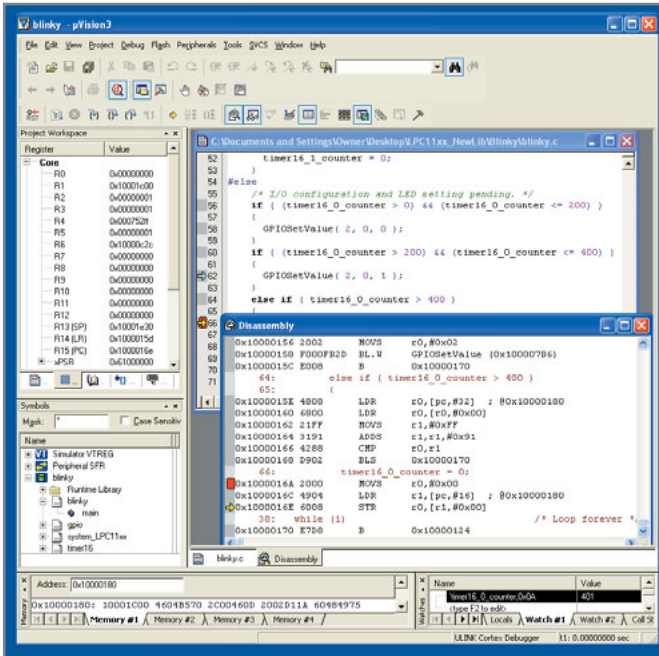 blinky - µVision3
File Edit View Project Debug Flash Peripherals Tools SVCS Window Help
Project Workspace
Register Value
Core
R0 0x00000000
R1 0x10001c00
R2 0x00000001
R3 0x00000001
R4 0x000752ff
R5 0x00000001
R6 0x10000c2c
R7 0x00000000
R8 0x00000000
R9 0x00000000
R10 0x00000000
R11 0x00000000
R12 0x00000000
R13 (SP) 0x10001e30
R14 (LR) 0x1000015d
R15 (PC) 0x1000016e
xPSR 0x61000000
Symbols
Mask: * Case Sensitiv
Name
Simulator VTREG
Peripheral SFR
blinky
Runtime Library
blinky
main
gpio
system_LPC11xx
timer16
C:\Documents and Settings\Owner\Desktop\LPC11xx_NewLib\Blinky\blinky.c
52 timer16_1_counter = 0;
53 }
54 #else
55 /* I/O configuration and LED setting pending. */
56 if ( (timer16_0_counter > 0) && (timer16_0_counter <= 200) )
57 {
58 GPIOSetValue( 2, 0, 0 );
59 }
60 if ( (timer16_0_counter > 200) && (timer16_0_counter <= 400) )
61 {
62 GPIOSetValue( 2, 0, 1 );
63 }
64 else if ( timer16_0_counter > 400 )
66
67
68
69
70
71
Disassembly
0x10000156 2002 MOVS r0,#0x02
0x10000158 F000FB2D BL.W GPIOSetValue (0x100007B6)
0x1000015C E008 B 0x10000170
64: else if ( timer16_0_counter > 400 )
65: {
0x1000015E 4808 LDR r0,[pc,#32] ; @0x10000180
0x10000160 6800 LDR r0,[r0,#0x00]
0x10000162 21FF MOVS r1,#0xFF
0x10000164 3191 ADDS r1,r1,#0x91
0x10000166 4288 CMP r0,r1
0x10000168 D902 BLS 0x10000170
66: timer16_0_counter = 0;
0x1000016A 2000 MOVS r0,#0x00
0x1000016C 4904 LDR r1,[pc,#16] ; @0x10000180
0x1000016E 6008 STR r0,[r1,#0x00]
38: while (1) /* Loop forever *
0x10000170 E7D8 B 0x10000124
blinky.c Disassembly
Memory
Address: 0x10000180
0x10000180: 10001C00 4604B570 2C00460D 2002D11A 60484975
Memory #1 Memory #2 Memory #3 Memory #4
Watches
Name Value
timer16_0_counter,0x0A 401
<type F2 to edit>
Locals Watch #1 Watch #2 Call St
ULINK Cortex Debugger t1: 0.00000000 sec